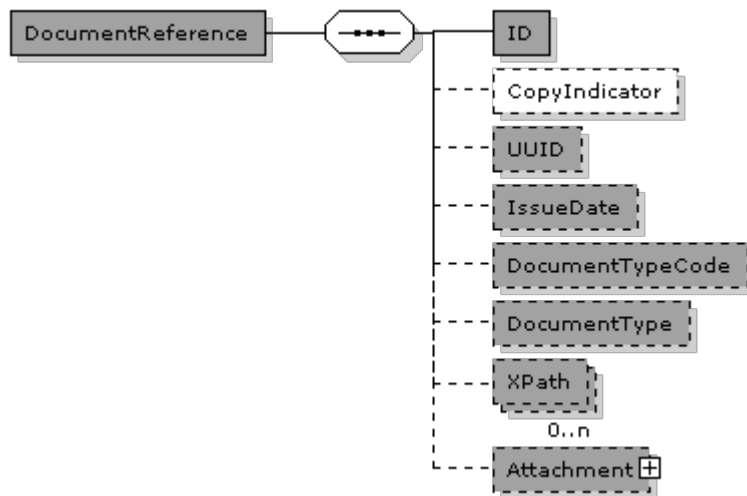 DocumentReference
ID
CopyIndicator
UUID
IssueDate
DocumentTypeCode
DocumentType
XPath
0..n
Attachment